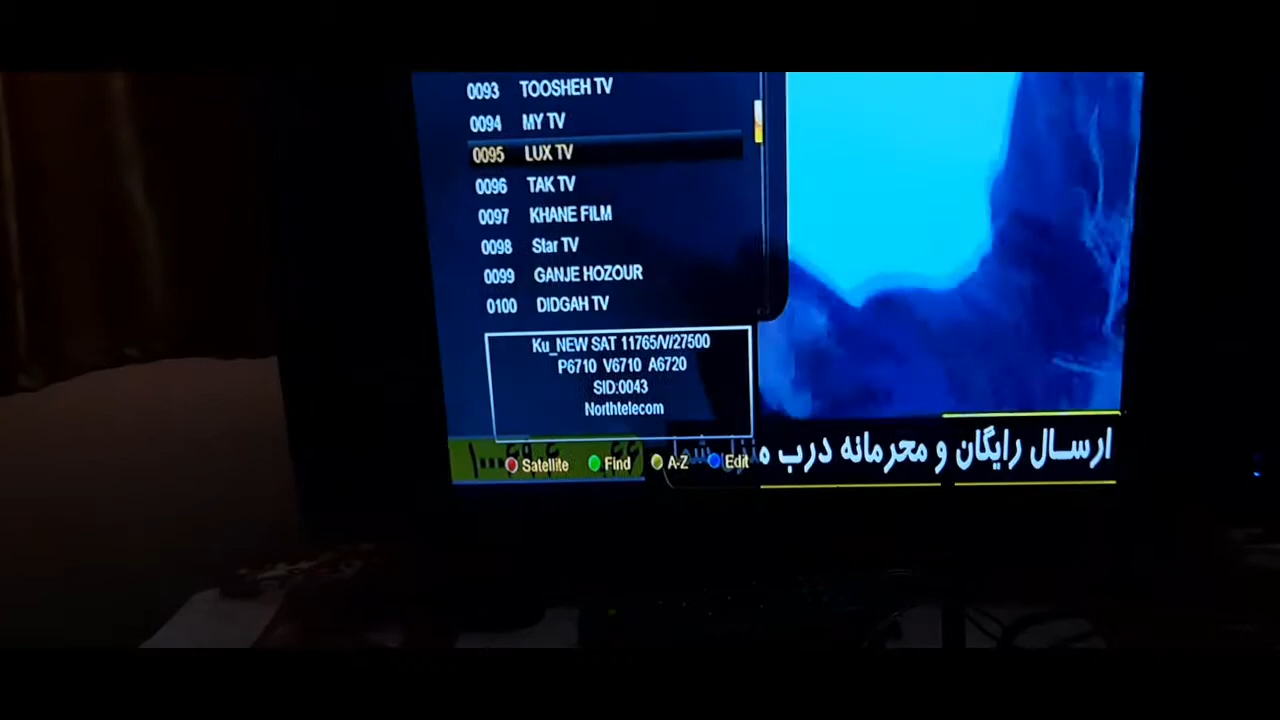 0093 TOOSHEH TV
0094 MY TV
0095 LUX TV
0096 TAK TV
0097 KHANE FILM
0098 Star TV
0099 GANJE HOZOUR
0100 DIDGAH TV
Ku_NEW SAT 11765/V/27500
P6710 V6710 A6720
SID:0043
Northtelecom
ارسـال رایگان و محرمانه درب
Satellite Find A-Z Edit